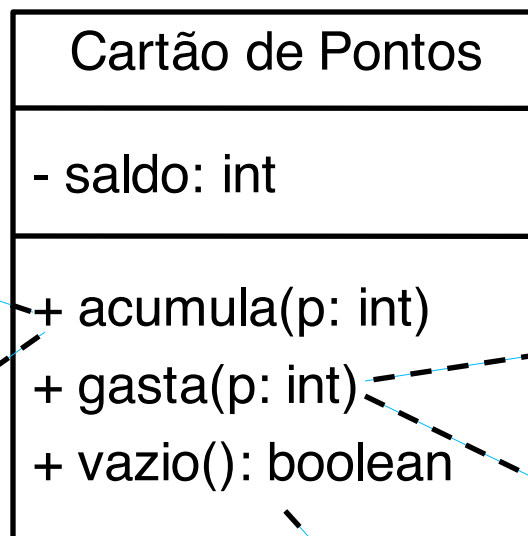 Cartão de Pontos
- saldo: int
+ acumula(p: int)
+ gasta(p: int)
+ vazio(): boolean